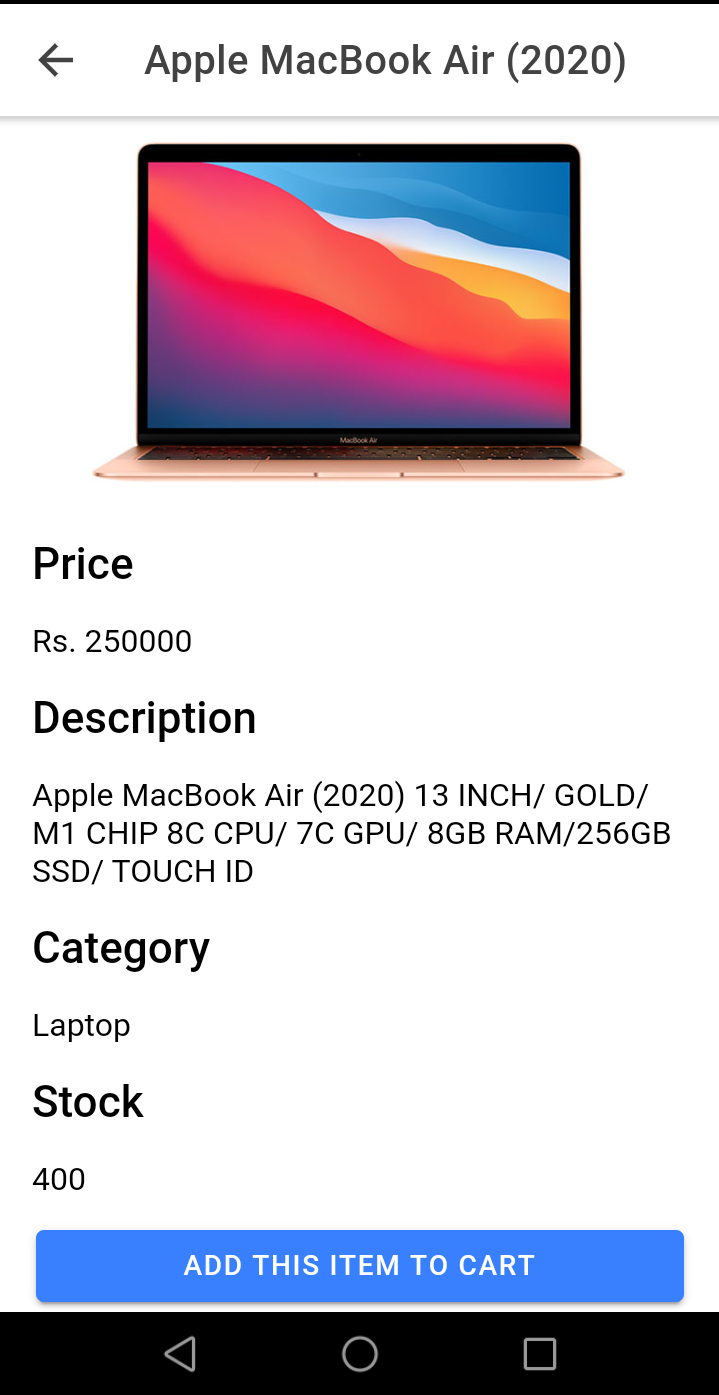 Apple MacBook Air (2020)
MacBook Air
Price
Rs. 250000
Description
Apple MacBook Air (2020) 13 INCH/ GOLD/
M1 CHIP 8C CPU/ 7C GPU/ 8GB RAM/256GB
SSD/ TOUCH ID
Category
Laptop
Stock
400
ADD THIS ITEM TO CART